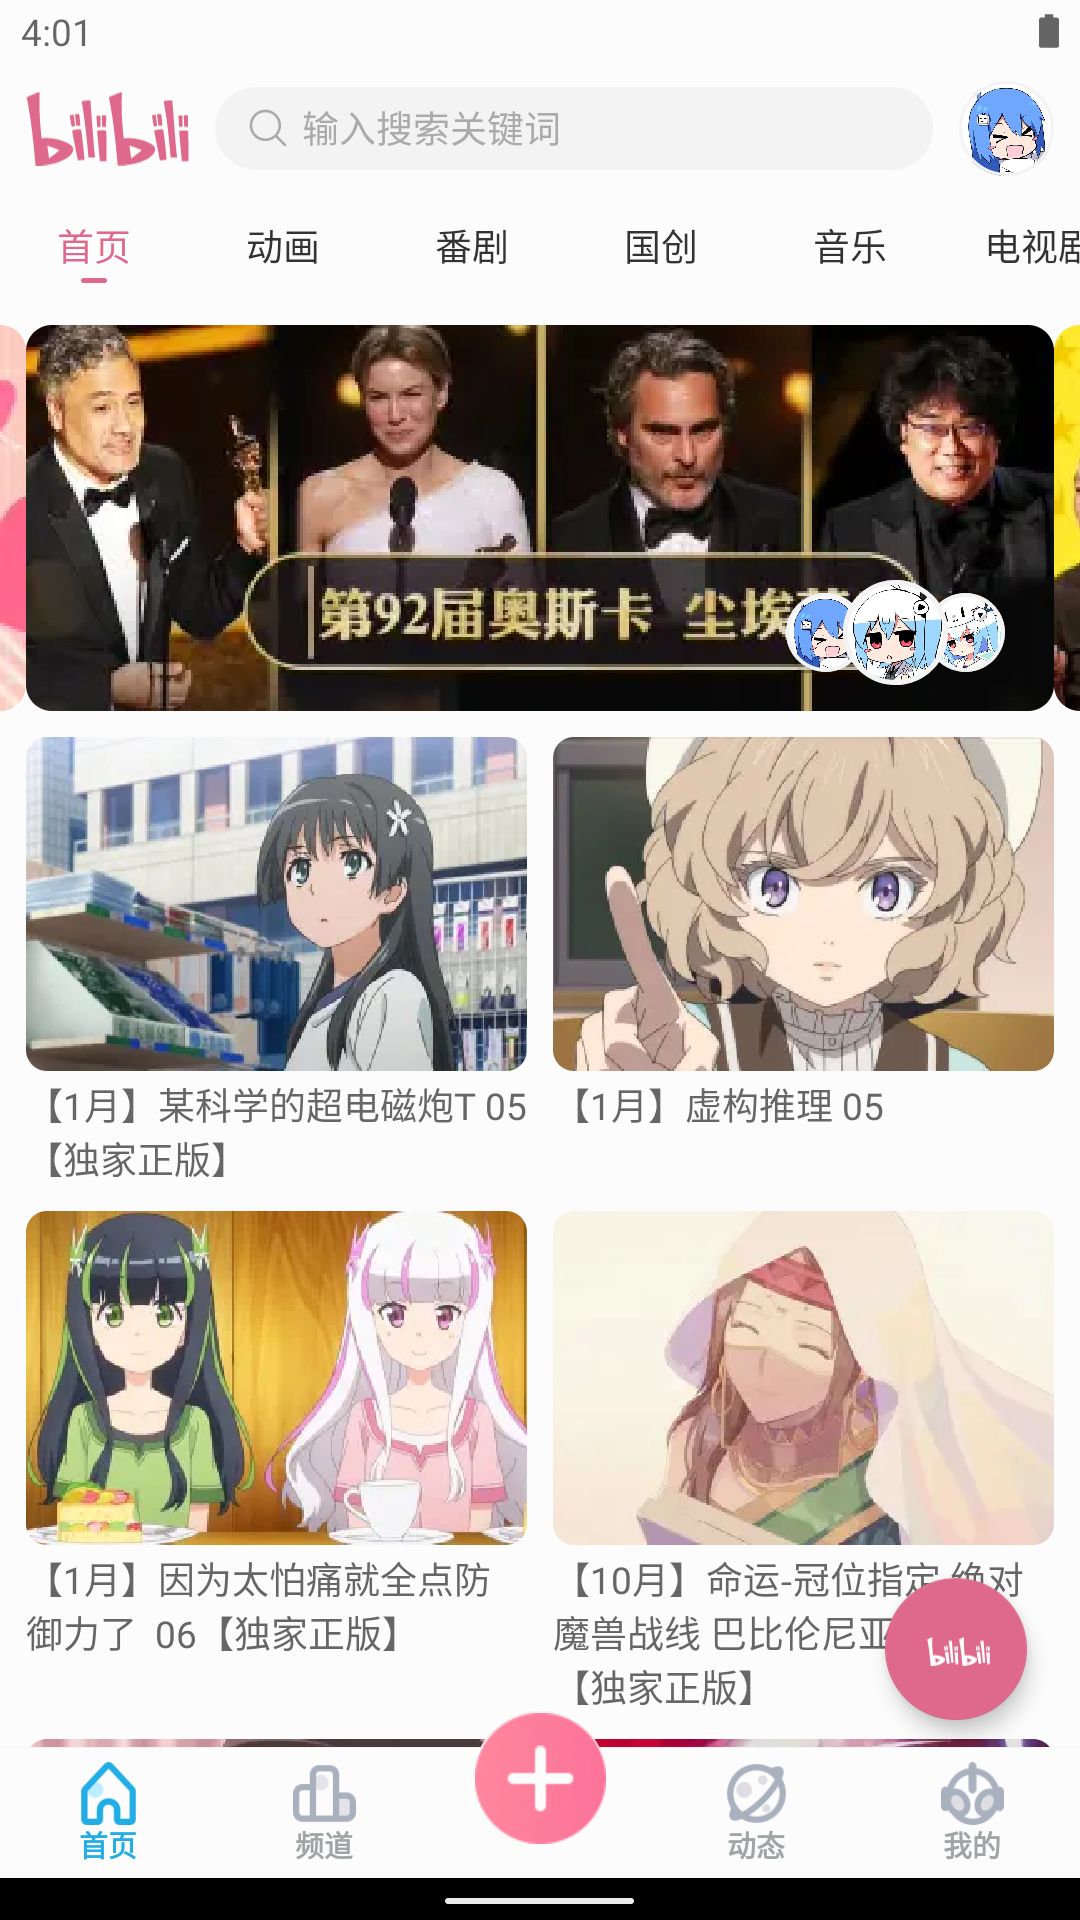 4:01
bilibili
输入搜索关键词
首页
动画
番剧
国创
音乐
电视剧
第92届奥斯卡 尘埃
【1月】某科学的超电磁炮T 05
【独家正版】
【1月】虚构推理 05
【1月】因为太怕痛就全点防
御力了 06【独家正版】
【10月】命运-冠位指定 绝对
魔兽战线 巴比伦尼亚
【独家正版】
bilibili
首页
频道
动态
我的